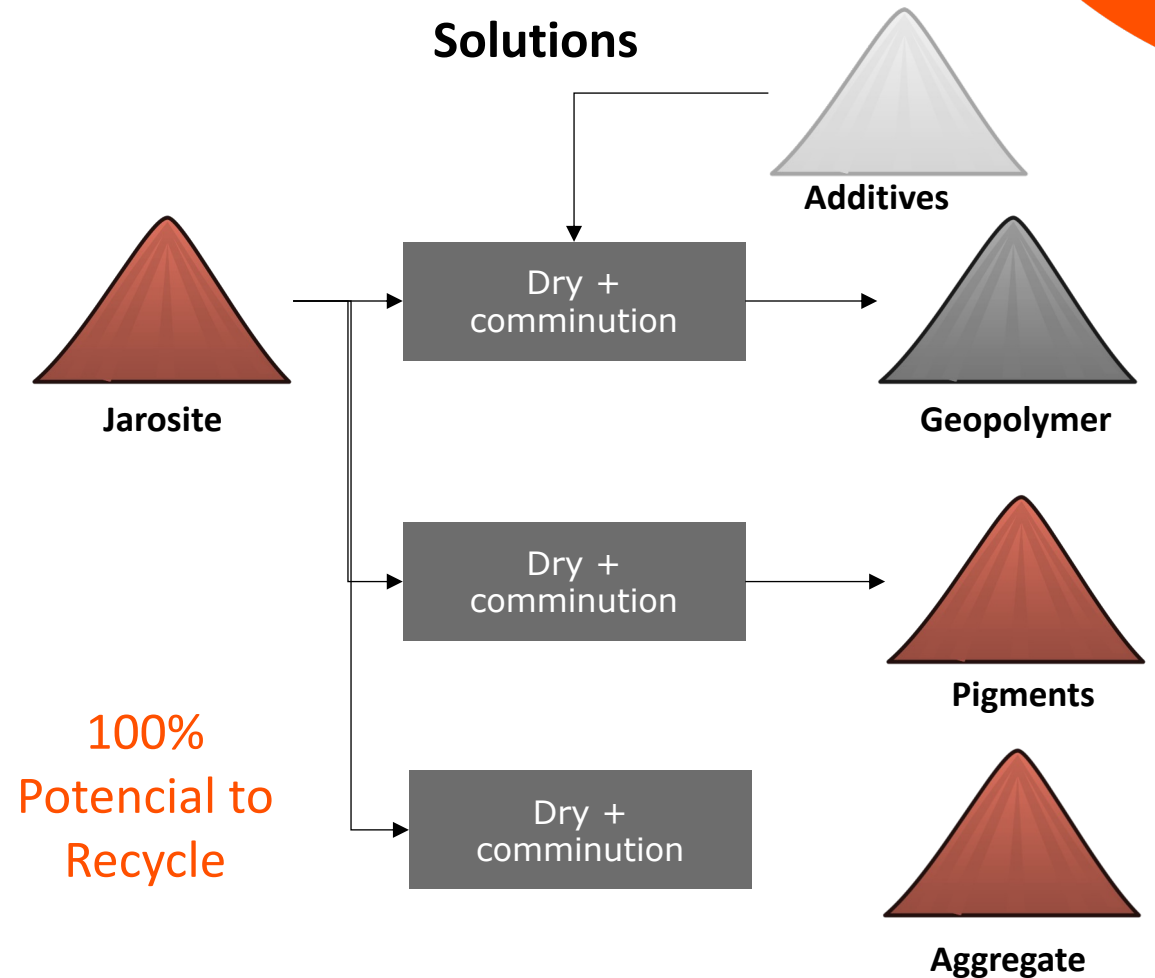 Solutions
Additives
Dry +
comminution
Jarosite
Geopolymer
Dry +
comminution
Pigments
100%
Potencial to
Recycle
Dry +
comminution
Aggregate